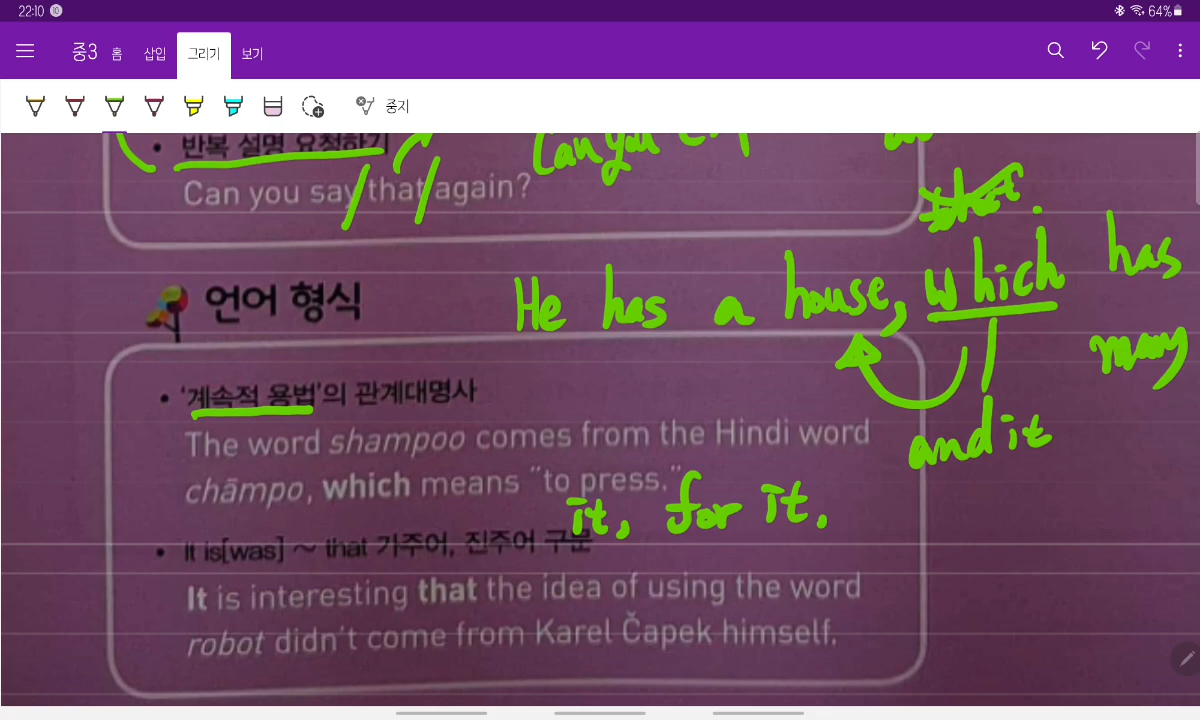 22:10
64%
중3 홈 삽입 그리기 보기
중지
• 반복 설명 요청하기
Can you
Can you say that again?
that.
He has a house, which has
many
언어 형식
• '계속적 용법'의 관계대명사
The word shampoo comes from the Hindi word
and it
chāmpo, which means "to press."
it, for it.
• It is[was] ~ that 가주어, 진주어 구문
It is interesting that the idea of using the word
robot didn't come from Karel Čapek himself.